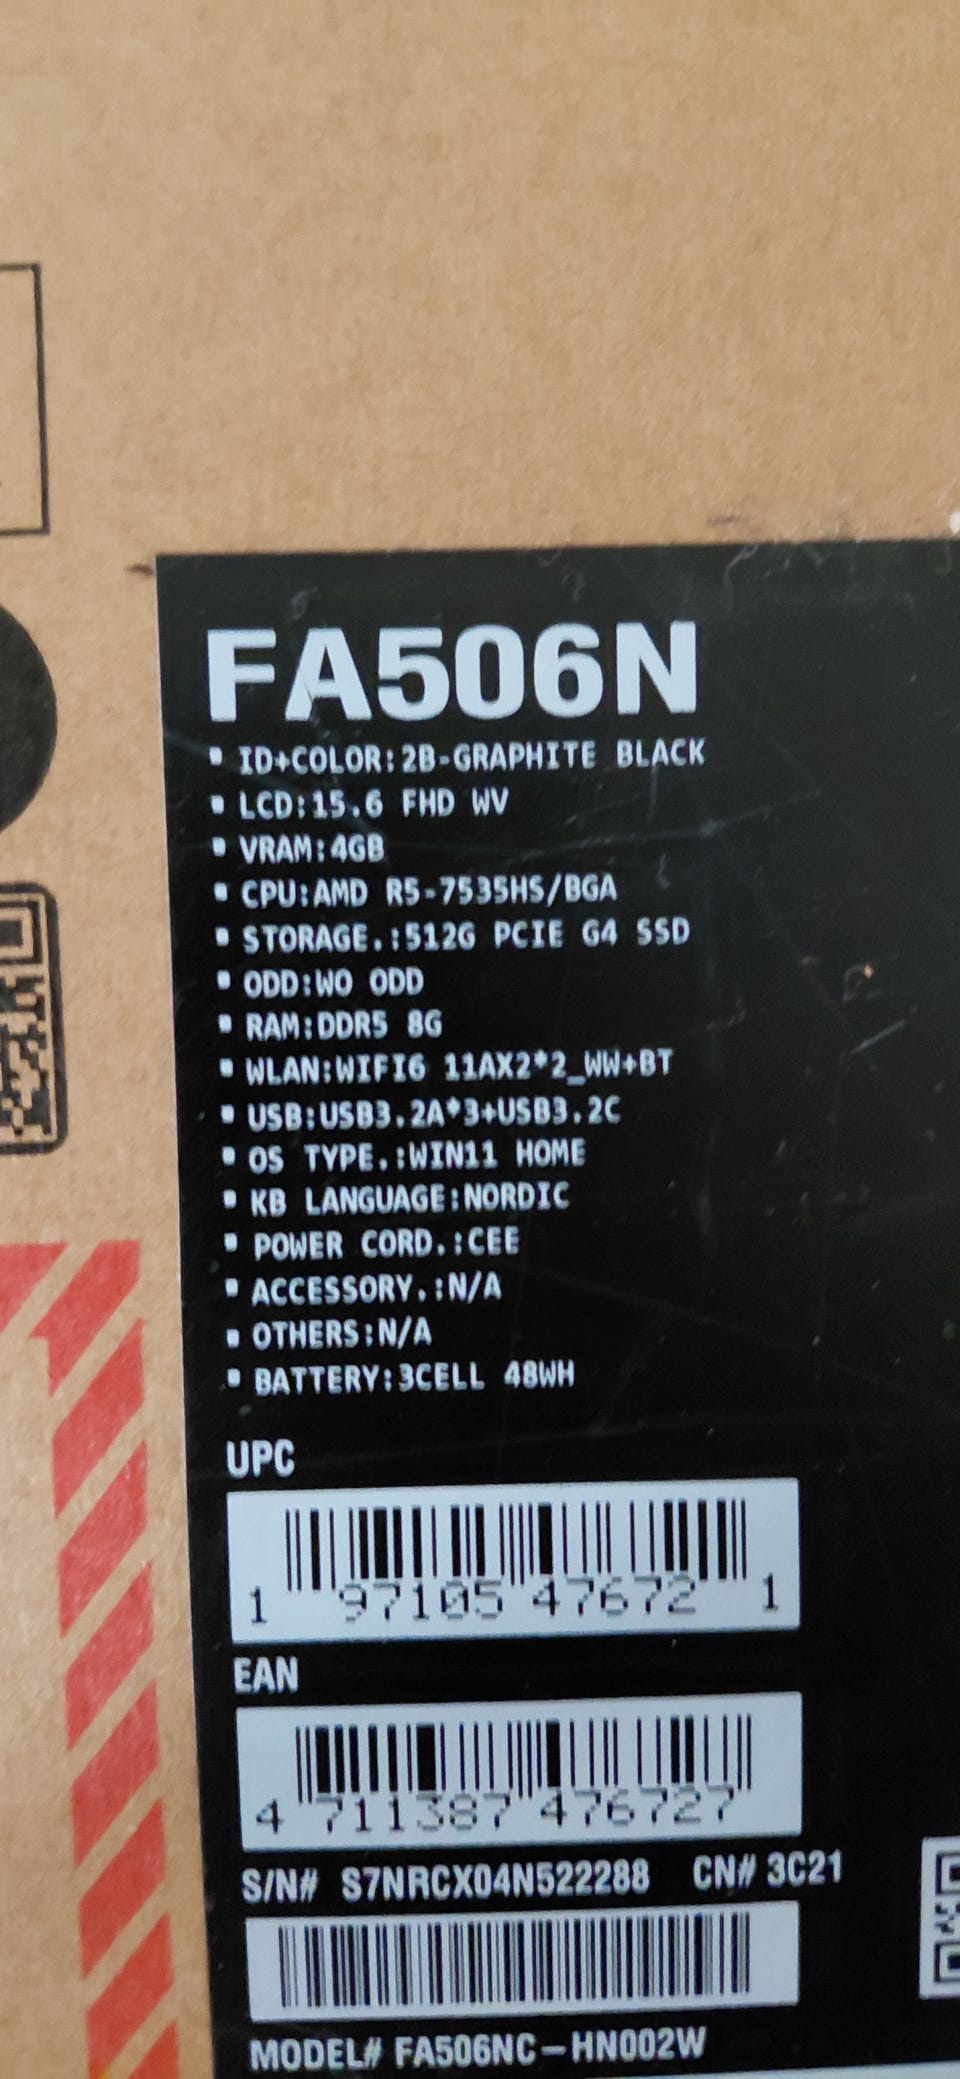 FA506N
▪ ID+COLOR:2B-GRAPHITE BLACK
▪ LCD:15.6 FHD WV
▪ VRAM:4GB
▪ CPU:AMD R5-7535HS/BGA
▪ STORAGE.:512G PCIE G4 SSD
▪ ODD:WO ODD
▪ RAM:DDR5 8G
▪ WLAN:WIFI6 11AX2*2_WW+BT
▪ USB:USB3.2A*3+USB3.2C
▪ OS TYPE.:WIN11 HOME
▪ KB LANGUAGE:NORDIC
▪ POWER CORD.:CEE
▪ ACCESSORY.:N/A
▪ OTHERS:N/A
▪ BATTERY:3CELL 48WH
UPC
1 97105 47672 1
EAN
4 711387 476727
S/N# S7NRCX04N522288 CN# 3C21
MODEL# FA506NC-HN002W